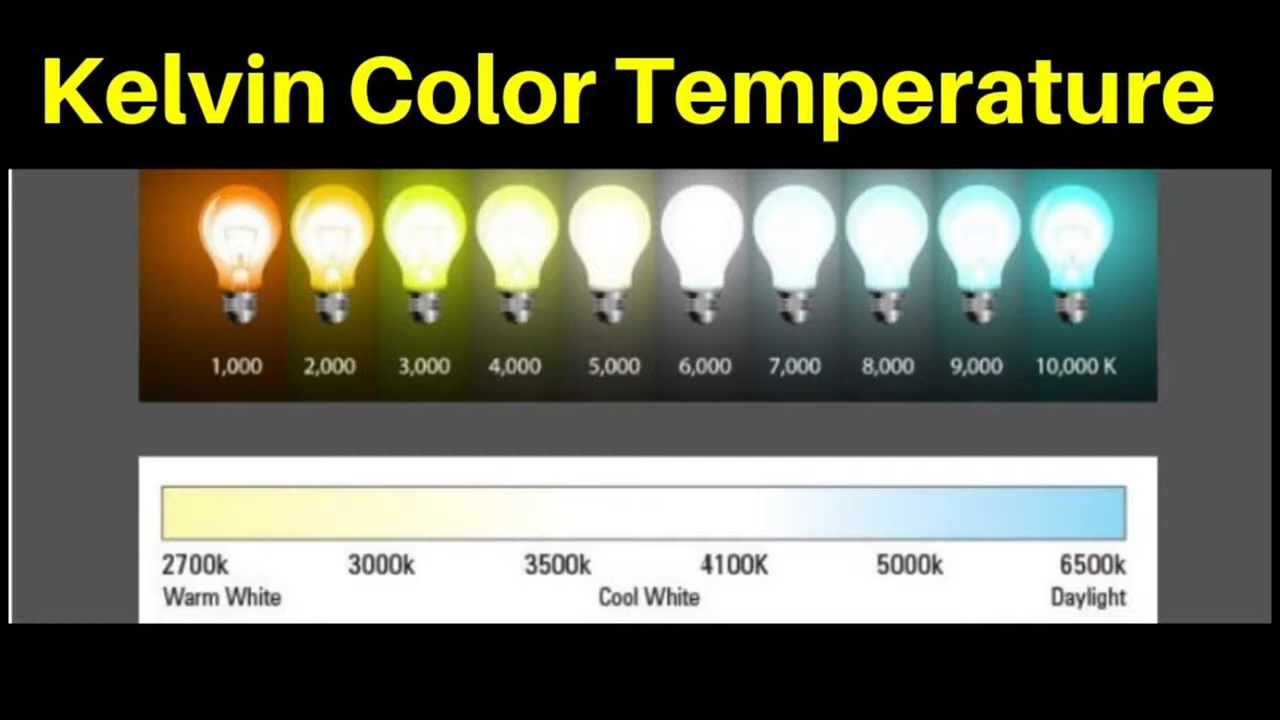 Kelvin Color Temperature
1,000 2,000 3,000 4,000 5,000 6,000 7,000 8,000 9,000 10,000 K
2700k 3000k 3500k 4100K 5000k 6500k
Warm White Cool White Daylight